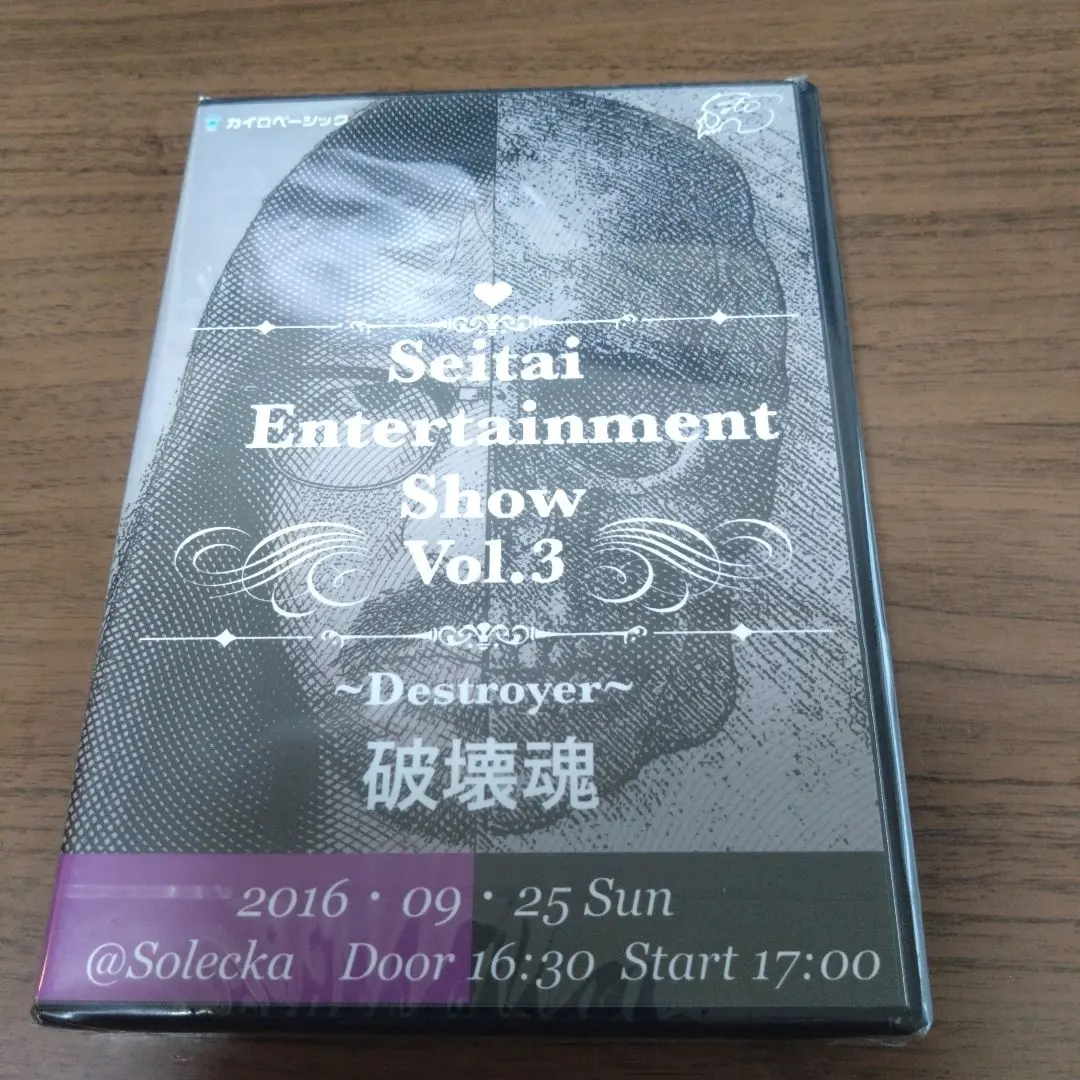 カイロベーシック
Seitai
Entertainment
Show
Vol.3
~Destroyer~
破壊魂
2016・09・25 Sun
@Solecka Door 16:30 Start 17:00